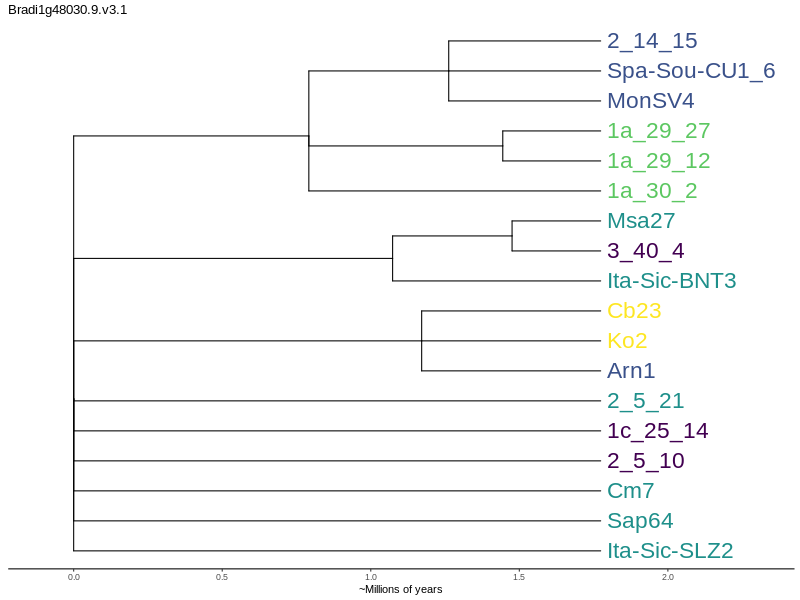 Bradi1g48030.9.v3.1
2_14_15
Spa-Sou-CU1_6
MonSV4
1a_29_27
1a_29_12
1a_30_2
Msa27
3_40_4
Ita-Sic-BNT3
Cb23
Ko2
Arn1
2_5_21
1c_25_14
2_5_10
Cm7
Sap64
Ita-Sic-SLZ2
0.0 0.5 1.0 1.5 2.0
~Millions of years